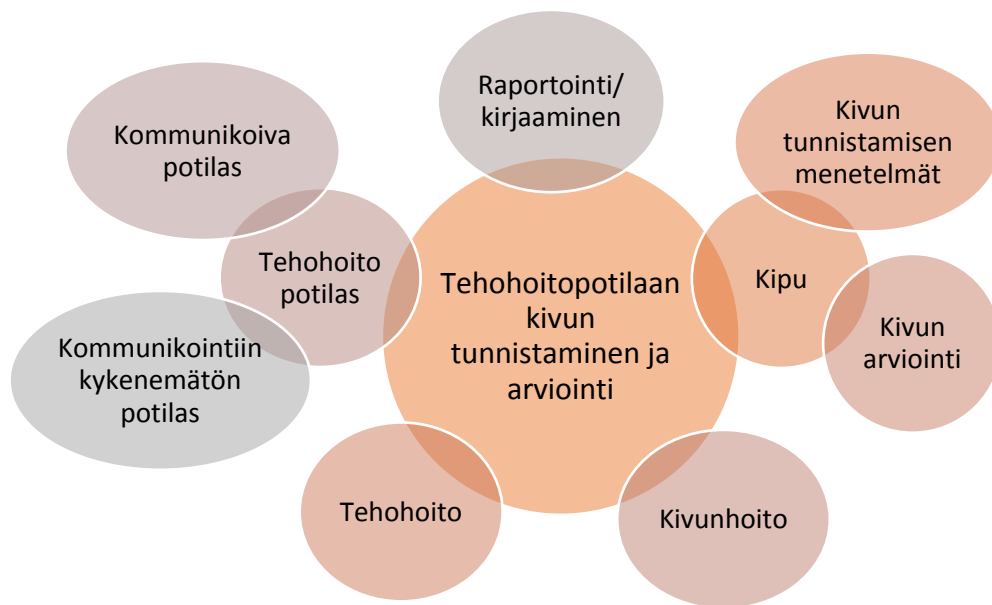 Raportointi/
kirjaaminen
Kommunikoiva
potilas
Kivun
tunnistamisen
menetelmät
Tehohoito
potilas
Tehohoitopotilaan
kivun
tunnistaminen ja
arviointi
Kipu
Kivun
arviointi
Kommunikointiin
kykenemätön
potilas
Tehohoito
Kivunhoito